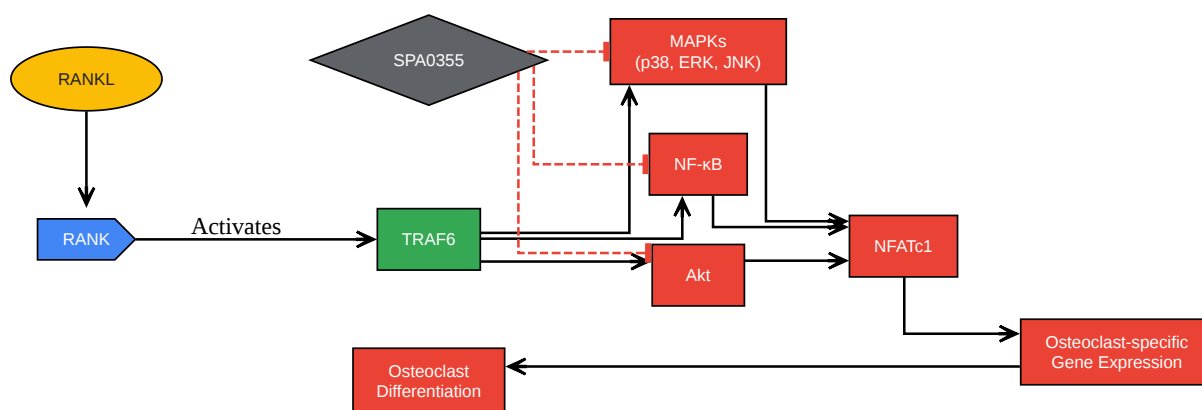 RANKL
SPA0355
MAPKs
(p38, ERK, JNK)
NF-κB
RANK
Activates
TRAF6
NFATc1
Akt
Osteoclast-specific
Gene Expression
Osteoclast
Differentiation